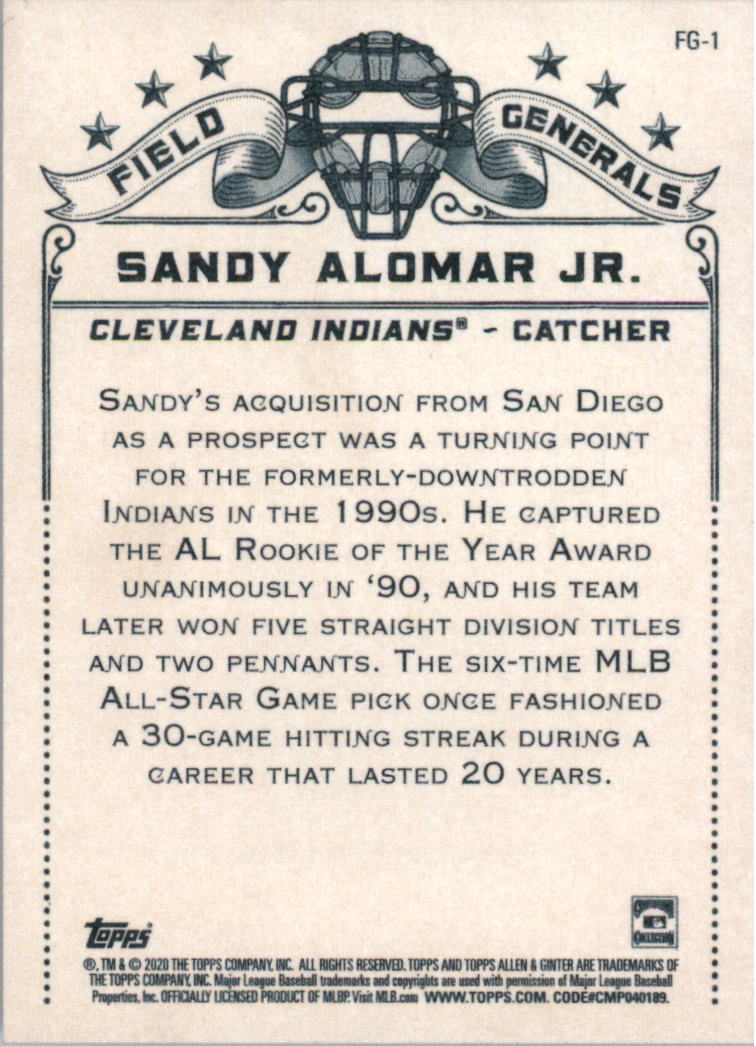 FG-1
FIELD GENERALS
SANDY ALOMAR JR.
CLEVELAND INDIANS® - CATCHER
SANDY'S ACQUISITION FROM SAN DIEGO
AS A PROSPECT WAS A TURNING POINT
FOR THE FORMERLY-DOWNTRODDEN
INDIANS IN THE 1990S. HE CAPTURED
THE AL ROOKIE OF THE YEAR AWARD
UNANIMOUSLY IN '90, AND HIS TEAM
LATER WON FIVE STRAIGHT DIVISION TITLES
AND TWO PENNANTS. THE SIX-TIME MLB
ALL-STAR GAME PICK ONCE FASHIONED
A 30-GAME HITTING STREAK DURING A
CAREER THAT LASTED 20 YEARS.
Topps
COOPERSTOWN
COLLECTION
®, TM & © 2020 THE TOPPS COMPANY, INC. ALL RIGHTS RESERVED. TOPPS AND TOPPS ALLEN & GINTER ARE TRADEMARKS OF
THE TOPPS COMPANY, INC. Major League Baseball trademarks and copyrights are used with permission of Major League Baseball
Properties, Inc. OFFICIALLY LICENSED PRODUCT OF MLBP. Visit MLB.com WWW.TOPPS.COM. CODE#CMP040189.